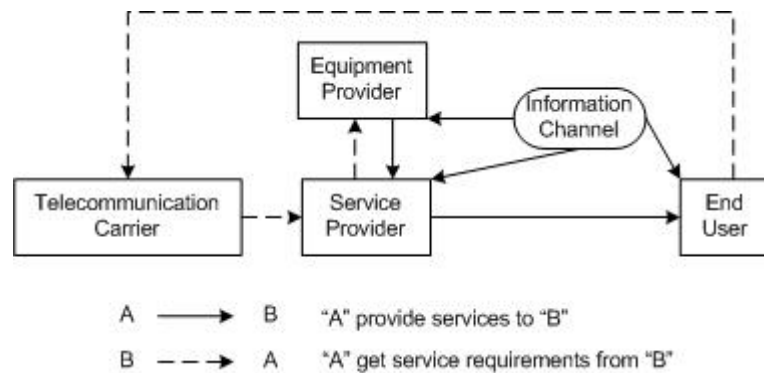 Equipment
Provider
Information
Channel
Telecommunication
Carrier
Service
Provider
End
User
A B "A" provide services to "B"
B A "A" get service requirements from "B"